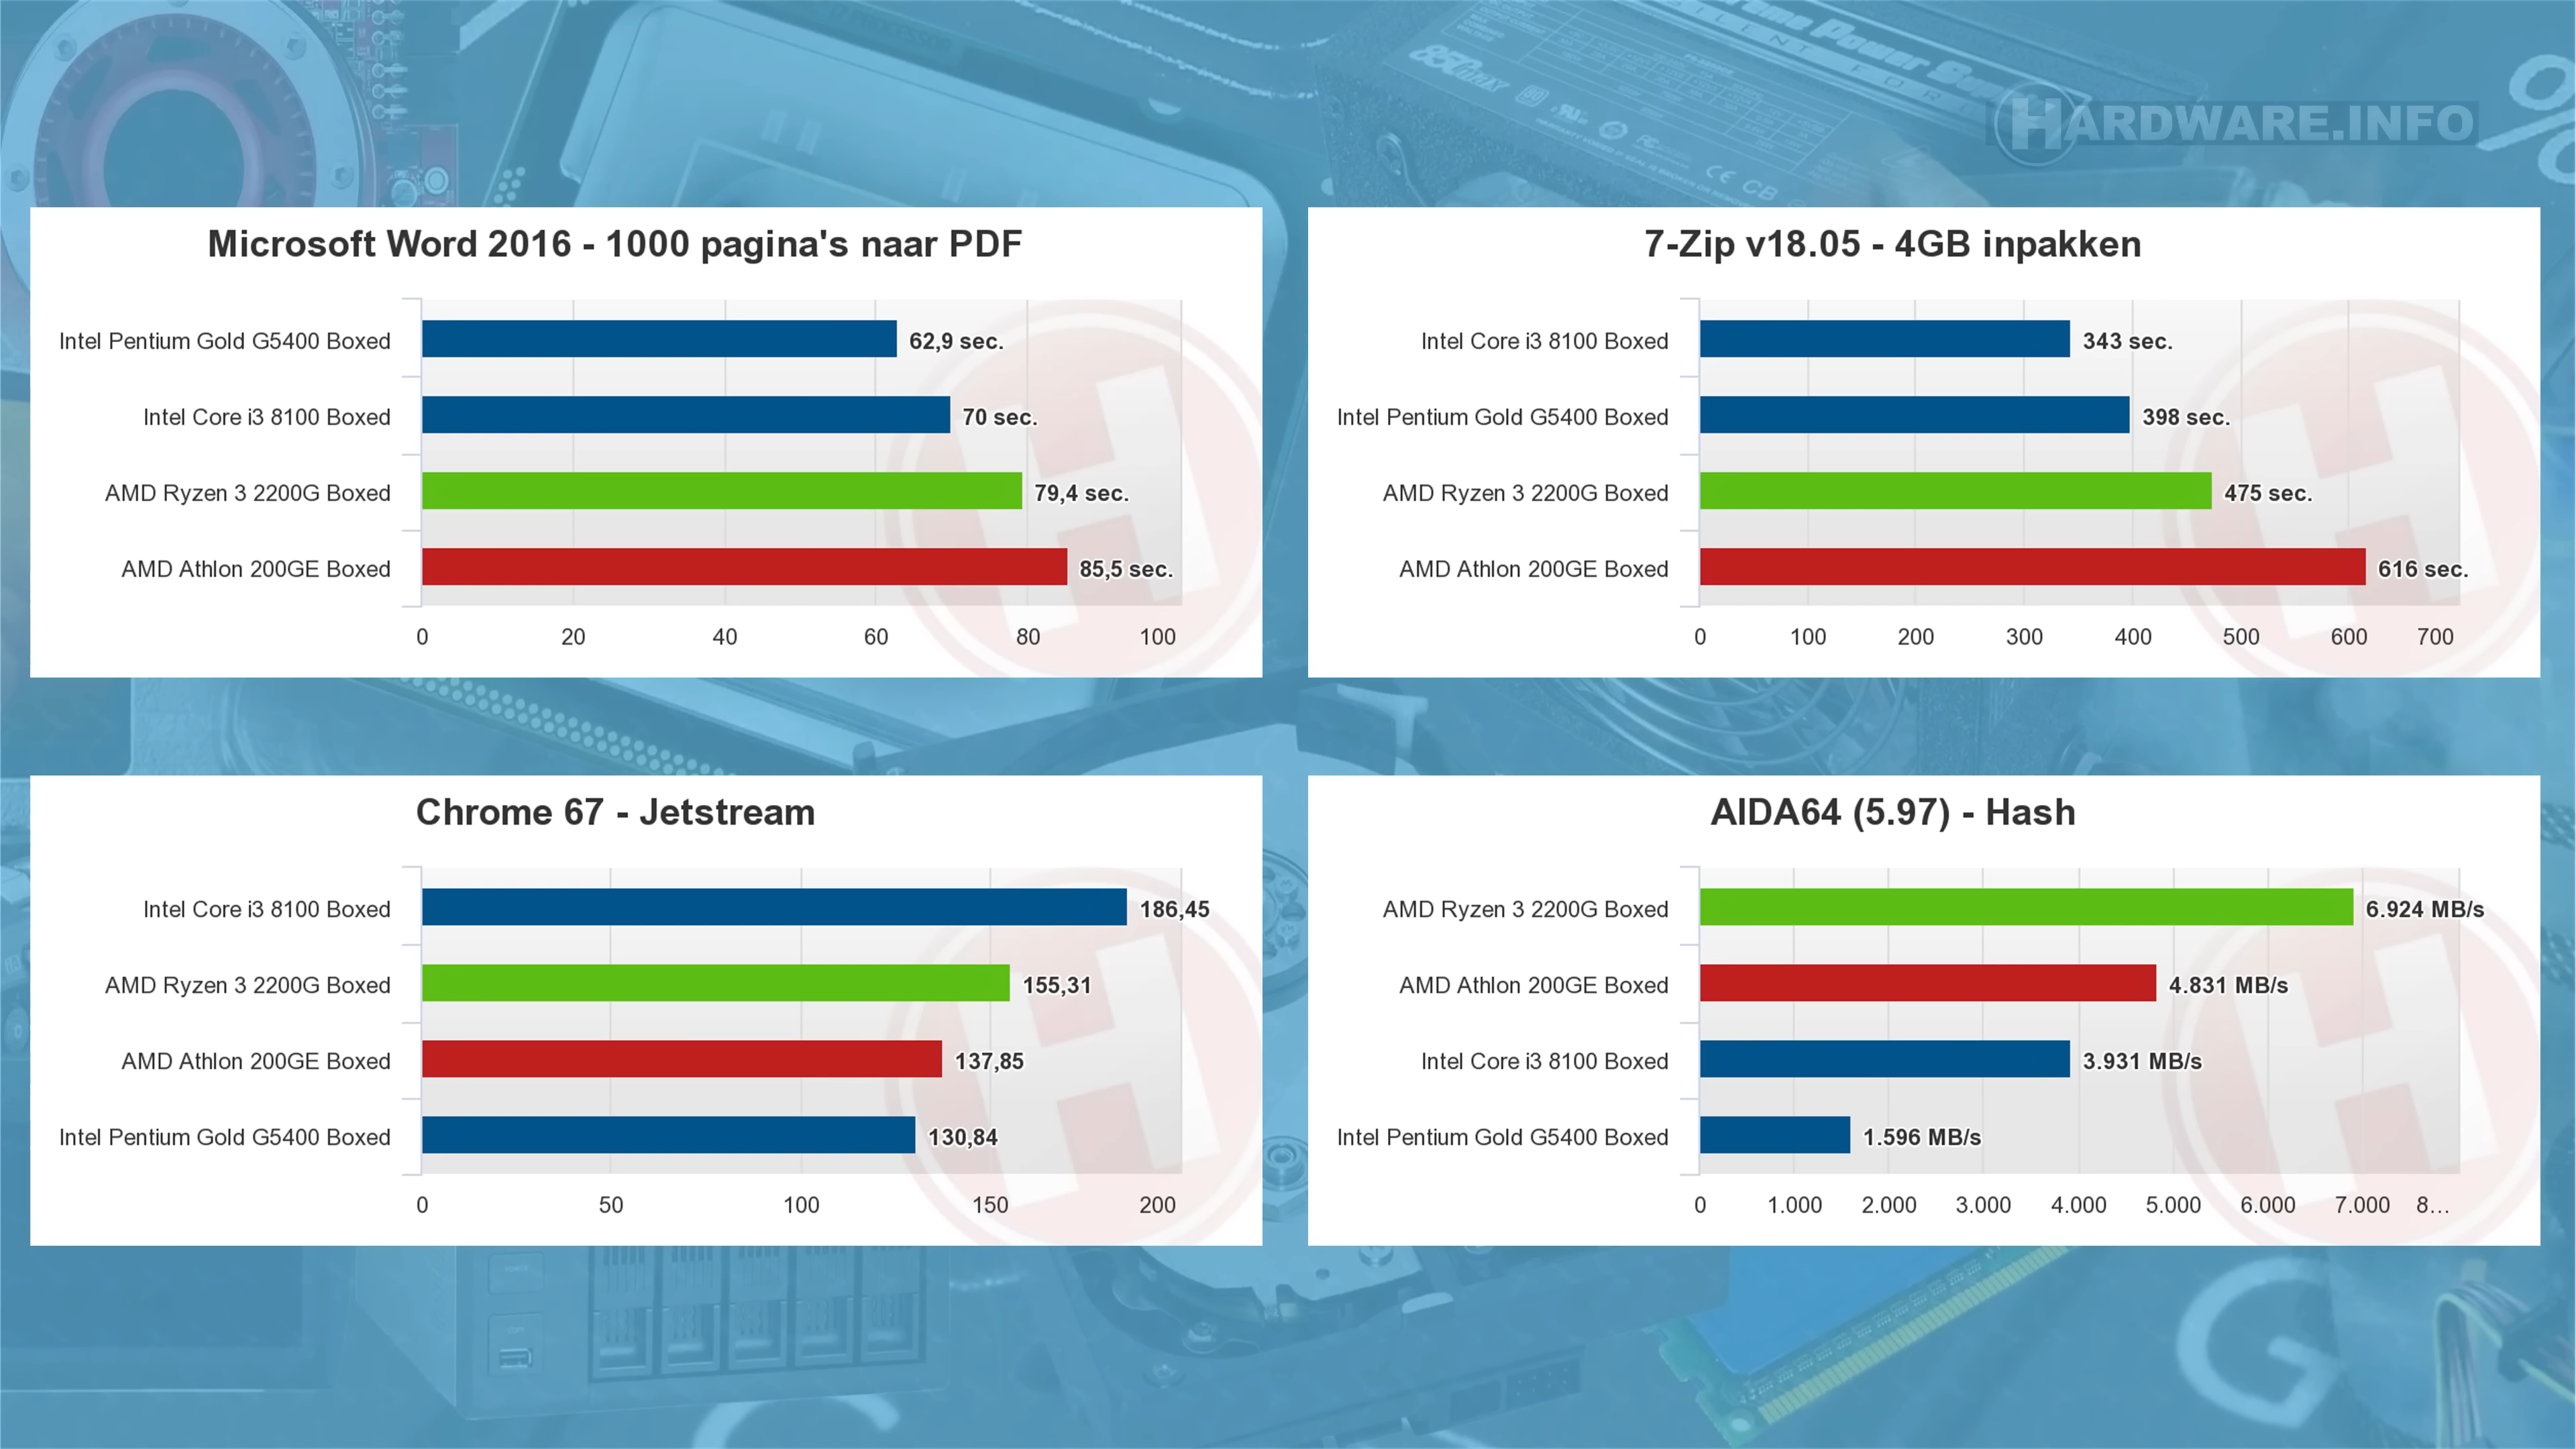 850MX
HARDWARE.INFO
Microsoft Word 2016 - 1000 pagina's naar PDF
Intel Pentium Gold G5400 Boxed
62,9 sec.
Intel Core i3 8100 Boxed
70 sec.
AMD Ryzen 3 2200G Boxed
79,4 sec.
AMD Athlon 200GE Boxed
85,5 sec.
0 20 40 60 80 100
7-Zip v18.05 - 4GB inpakken
Intel Core i3 8100 Boxed
343 sec.
Intel Pentium Gold G5400 Boxed
398 sec.
AMD Ryzen 3 2200G Boxed
475 sec.
AMD Athlon 200GE Boxed
616 sec.
0 100 200 300 400 500 600 700
Chrome 67 - Jetstream
Intel Core i3 8100 Boxed
186,45
AMD Ryzen 3 2200G Boxed
155,31
AMD Athlon 200GE Boxed
137,85
Intel Pentium Gold G5400 Boxed
130,84
0 50 100 150 200
AIDA64 (5.97) - Hash
AMD Ryzen 3 2200G Boxed
6.924 MB/s
AMD Athlon 200GE Boxed
4.831 MB/s
Intel Core i3 8100 Boxed
3.931 MB/s
Intel Pentium Gold G5400 Boxed
1.596 MB/s
0 1.000 2.000 3.000 4.000 5.000 6.000 7.000 8…